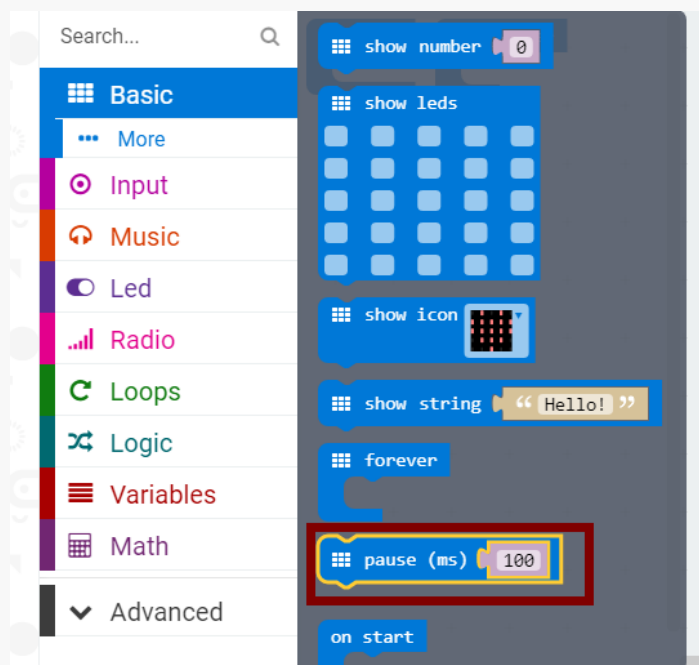 Search...
Basic
More
Input
Music
Led
Radio
Loops
Logic
Variables
Math
Advanced
show number 0
show leds
show icon
show string “ Hello! ”
forever
pause (ms) 100
on start